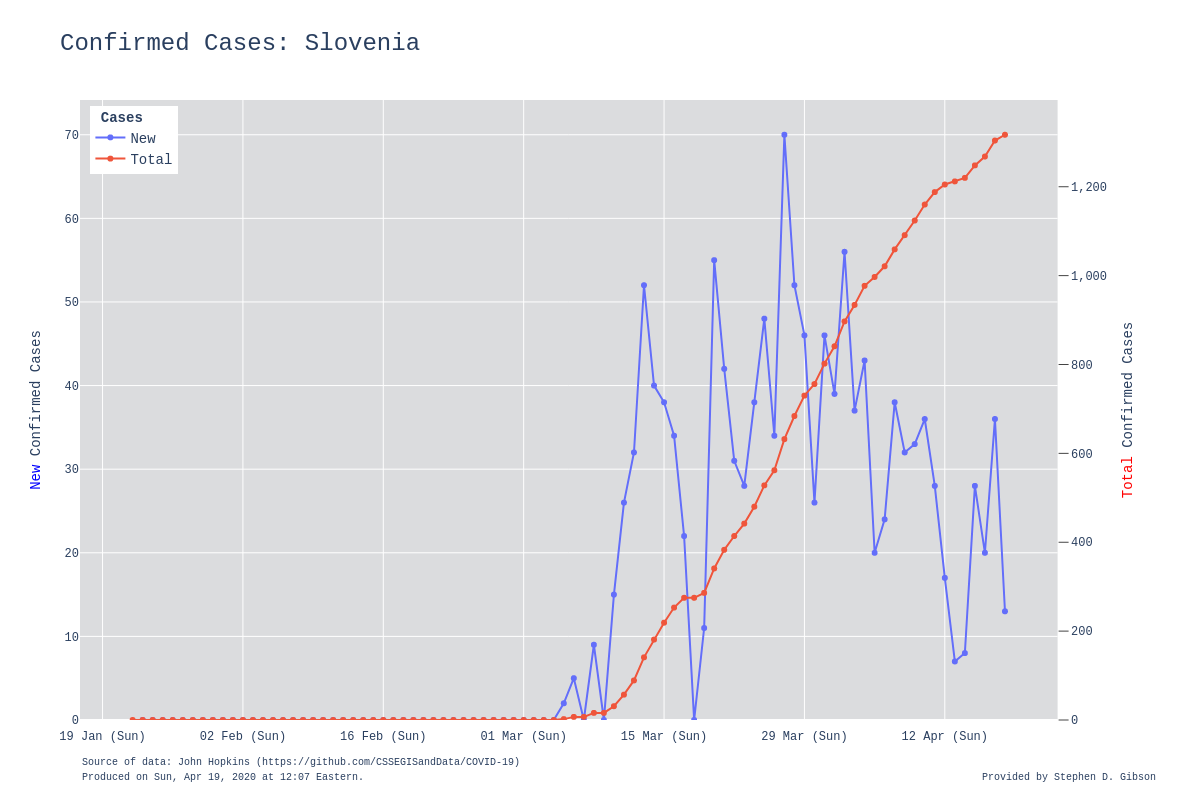 Confirmed Cases: Slovenia
Cases
New
Total
70
60
50
40
30
20
10
0
New Confirmed Cases
1,200
1,000
800
600
400
200
0
Total Confirmed Cases
19 Jan (Sun) 02 Feb (Sun) 16 Feb (Sun) 01 Mar (Sun) 15 Mar (Sun) 29 Mar (Sun) 12 Apr (Sun)
Source of data: John Hopkins (https://github.com/CSSEGISandData/COVID-19)
Produced on Sun, Apr 19, 2020 at 12:07 Eastern.
Provided by Stephen D. Gibson